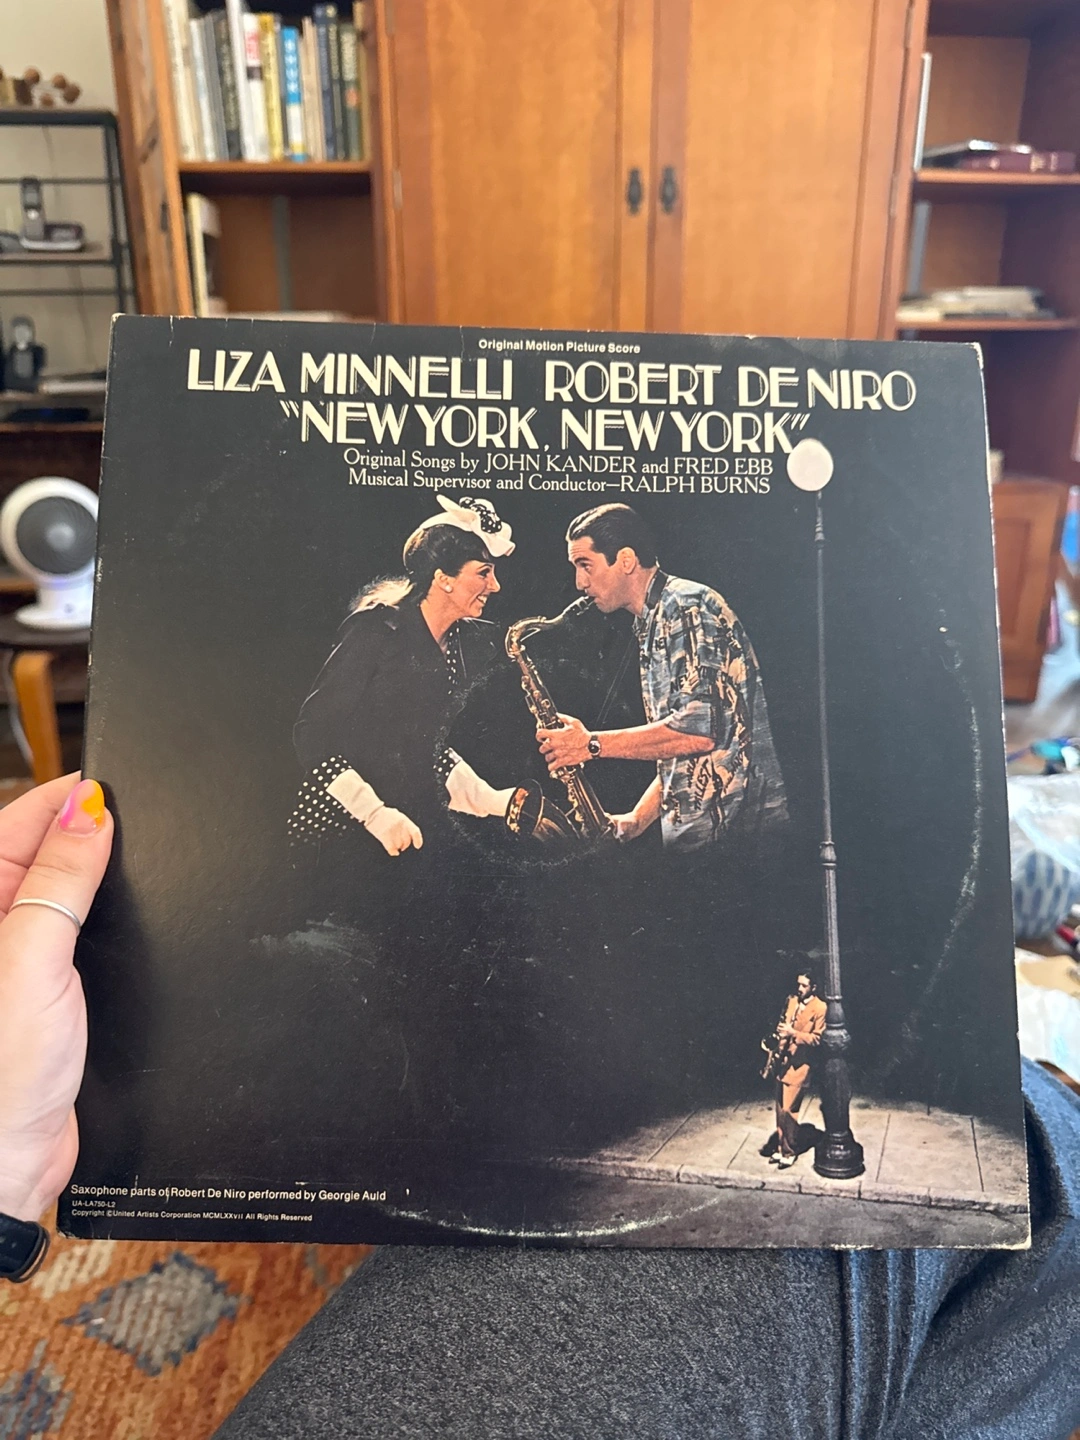 Original Motion Picture Score
LIZA MINNELLI ROBERT DE NIRO
"NEW YORK, NEW YORK"
Original Songs by JOHN KANDER and FRED EBB
Musical Supervisor and Conductor—RALPH BURNS
Saxophone parts of Robert De Niro performed by Georgie Auld
UA-LA750-L2
Copyright ©United Artists Corporation MCMLXXVII All Rights Reserved